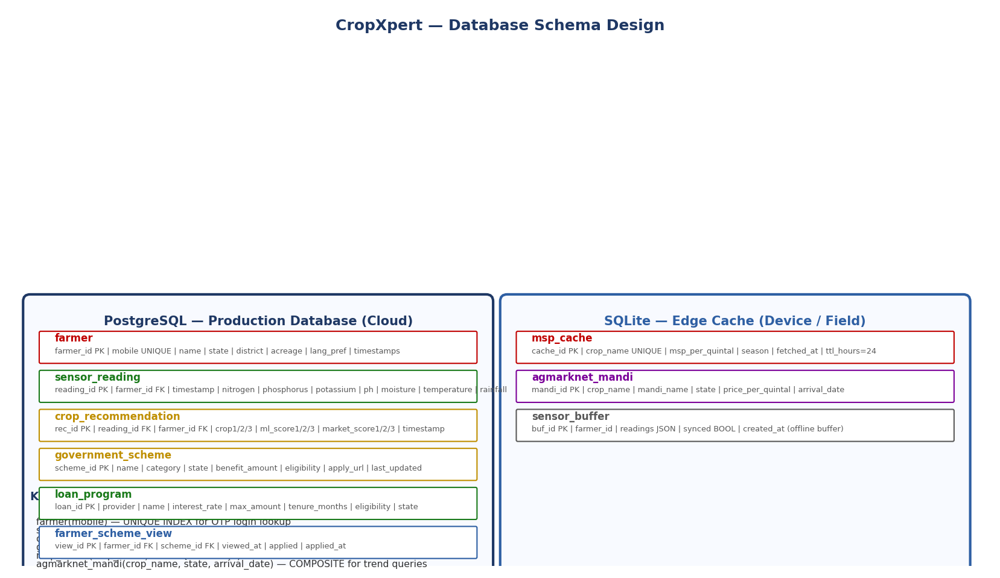 CropXpert — Database Schema Design
PostgreSQL — Production Database (Cloud)
farmer
farmer_id PK | mobile UNIQUE | name | state | district | acreage | lang_pref | timestamps
sensor_reading
reading_id PK | farmer_id FK | timestamp | nitrogen | phosphorus | potassium | ph | moisture | temperature | rainfall
crop_recommendation
rec_id PK | reading_id FK | farmer_id FK | crop1/2/3 | ml_score1/2/3 | market_score1/2/3 | timestamp
government_scheme
scheme_id PK | name | category | state | benefit_amount | eligibility | apply_url | last_updated
loan_program
loan_id PK | provider | name | interest_rate | max_amount | tenure_months | eligibility | state
farmer(mobile) — UNIQUE INDEX for OTP login lookup
farmer_scheme_view
view_id PK | farmer_id FK | scheme_id FK | viewed_at | applied | applied_at
agmarknet_mandi(crop_name, state, arrival_date) — COMPOSITE for trend queries
SQLite — Edge Cache (Device / Field)
msp_cache
cache_id PK | crop_name UNIQUE | msp_per_quintal | season | fetched_at | ttl_hours=24
agmarknet_mandi
mandi_id PK | crop_name | mandi_name | state | price_per_quintal | arrival_date
sensor_buffer
buf_id PK | farmer_id | readings JSON | synced BOOL | created_at (offline buffer)